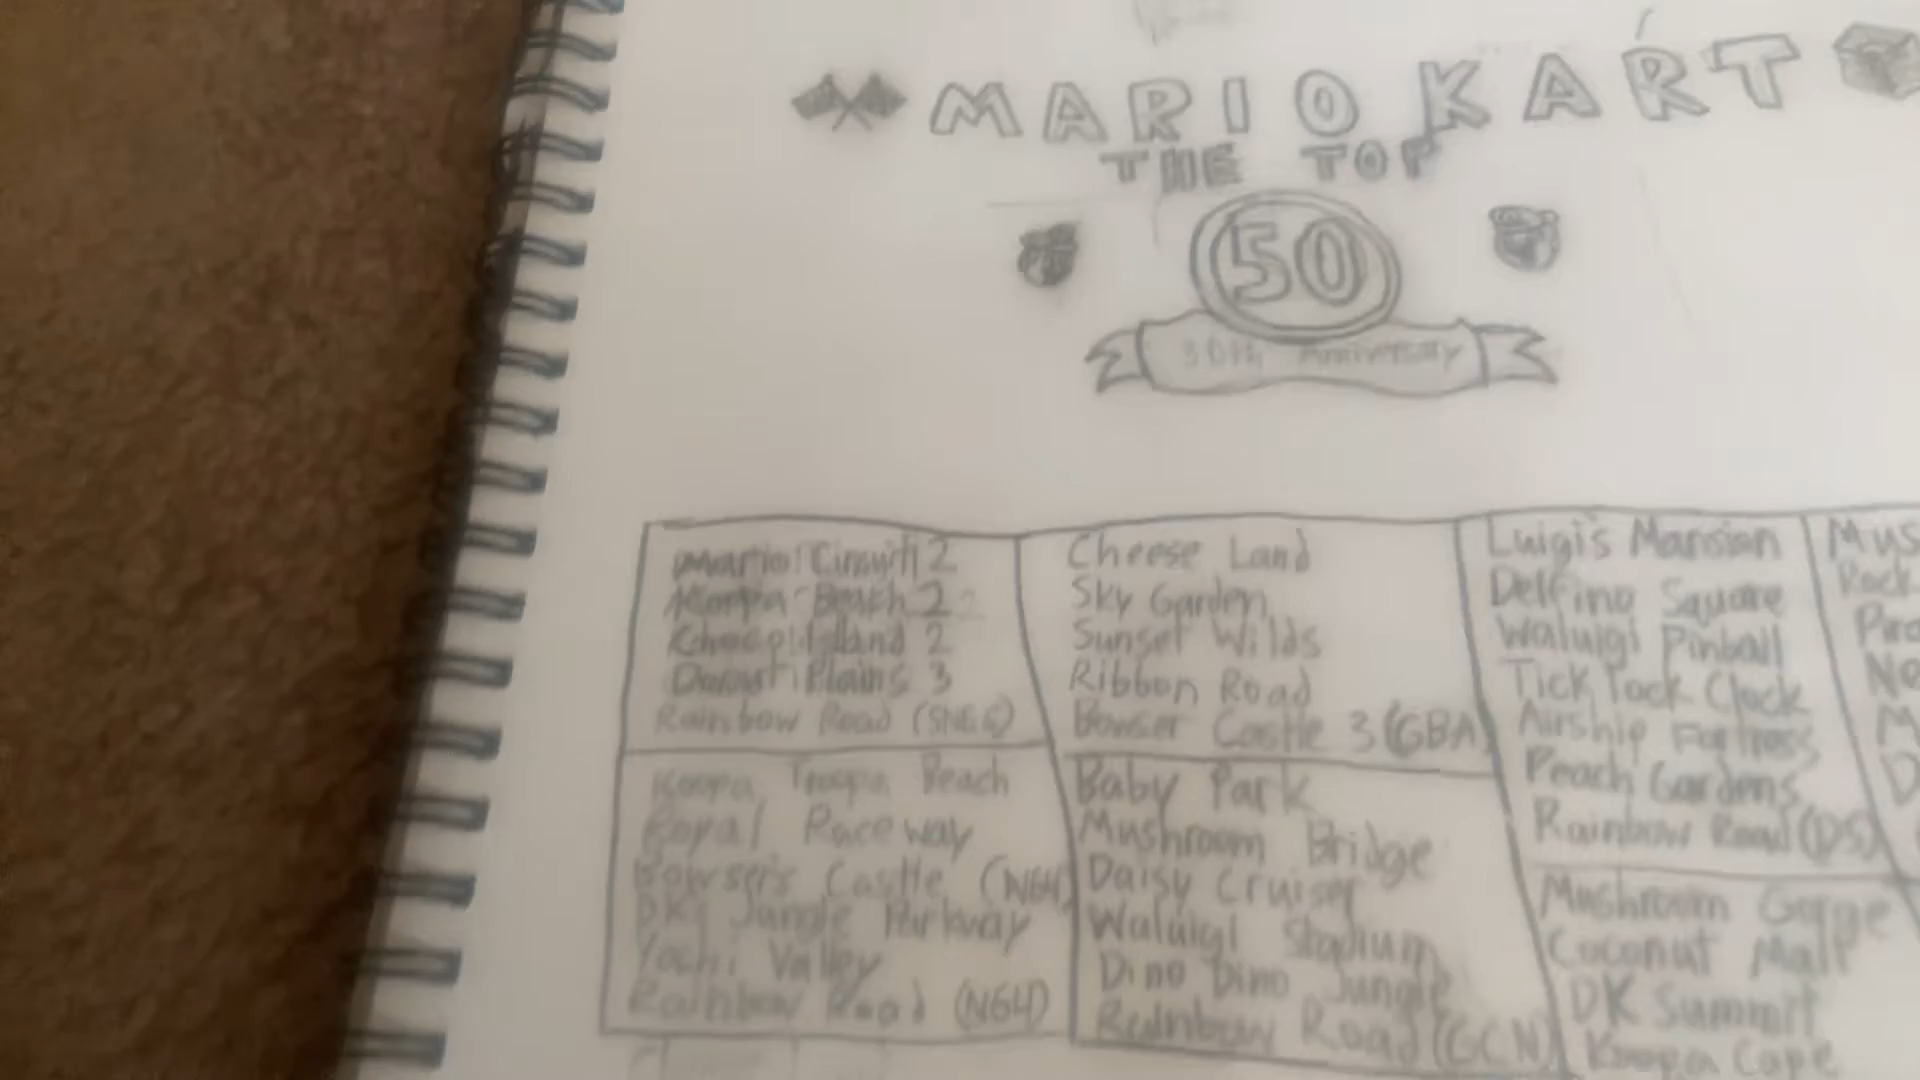 MARIO KART
THE TOP
50
30th Anniversary
Mario Circuit 2
Koopa Beach 2
Choco Island 2
Donut Plains 3
Rainbow Road (SNES)
Koopa Troopa Beach
Royal Raceway
Bowser's Castle (N64)
DK's Jungle Parkway
Yoshi Valley
Rainbow Road (N64)
Cheese Land
Sky Garden
Sunset Wilds
Ribbon Road
Bowser Castle 3 (GBA)
Baby Park
Mushroom Bridge
Daisy Cruiser
Waluigi Stadium
Dino Dino Jungle
Rainbow Road (GCN)
Luigi's Mansion
Delfino Square
Waluigi Pinball
Tick Tock Clock
Airship Fortress
Peach Gardens
Rainbow Road (DS)
Mushroom Gorge
Coconut Mall
DK Summit
Koopa Cape
Mus
Rock
Pira
Ne
M
D